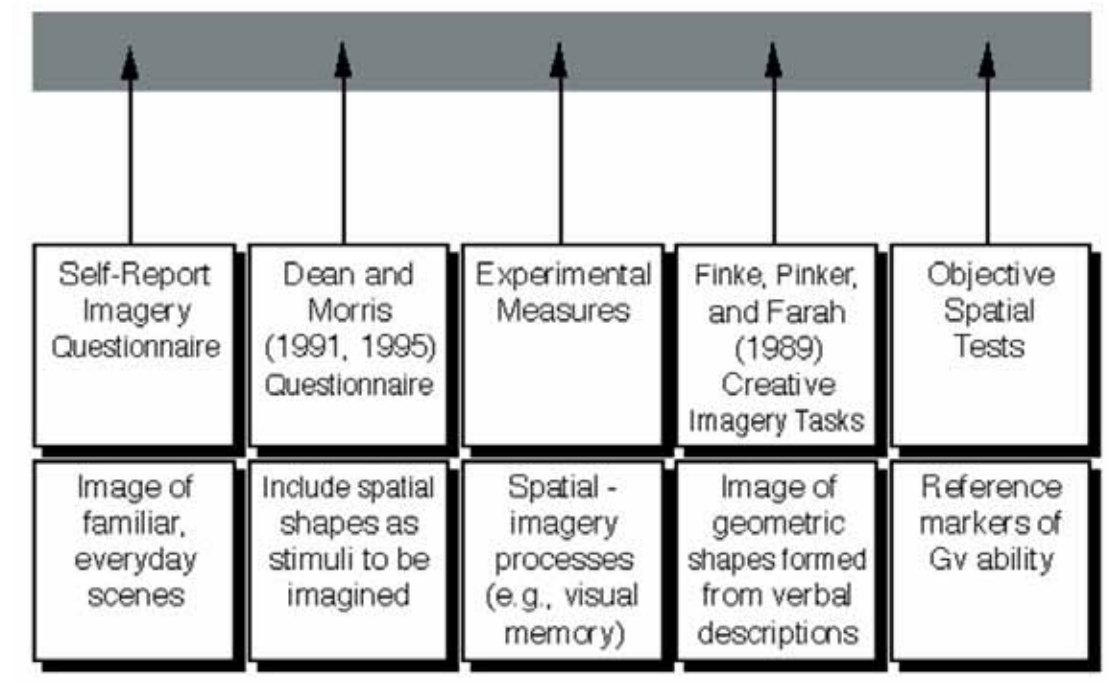 Self-Report
Imagery
Questionnaire
Dean and
Morris
(1991, 1995)
Questionnaire
Experimental
Measures
Finke, Pinker,
and Farah
(1989)
Creative
Imagery Tasks
Objective
Spatial
Tests
Image of
familiar,
everyday
scenes
Include spatial
shapes as
stimuli to be
imagined
Spatial -
imagery
processes
(e.g., visual
memory)
Image of
geometric
shapes formed
from verbal
descriptions
Reference
markers of
Gv ability